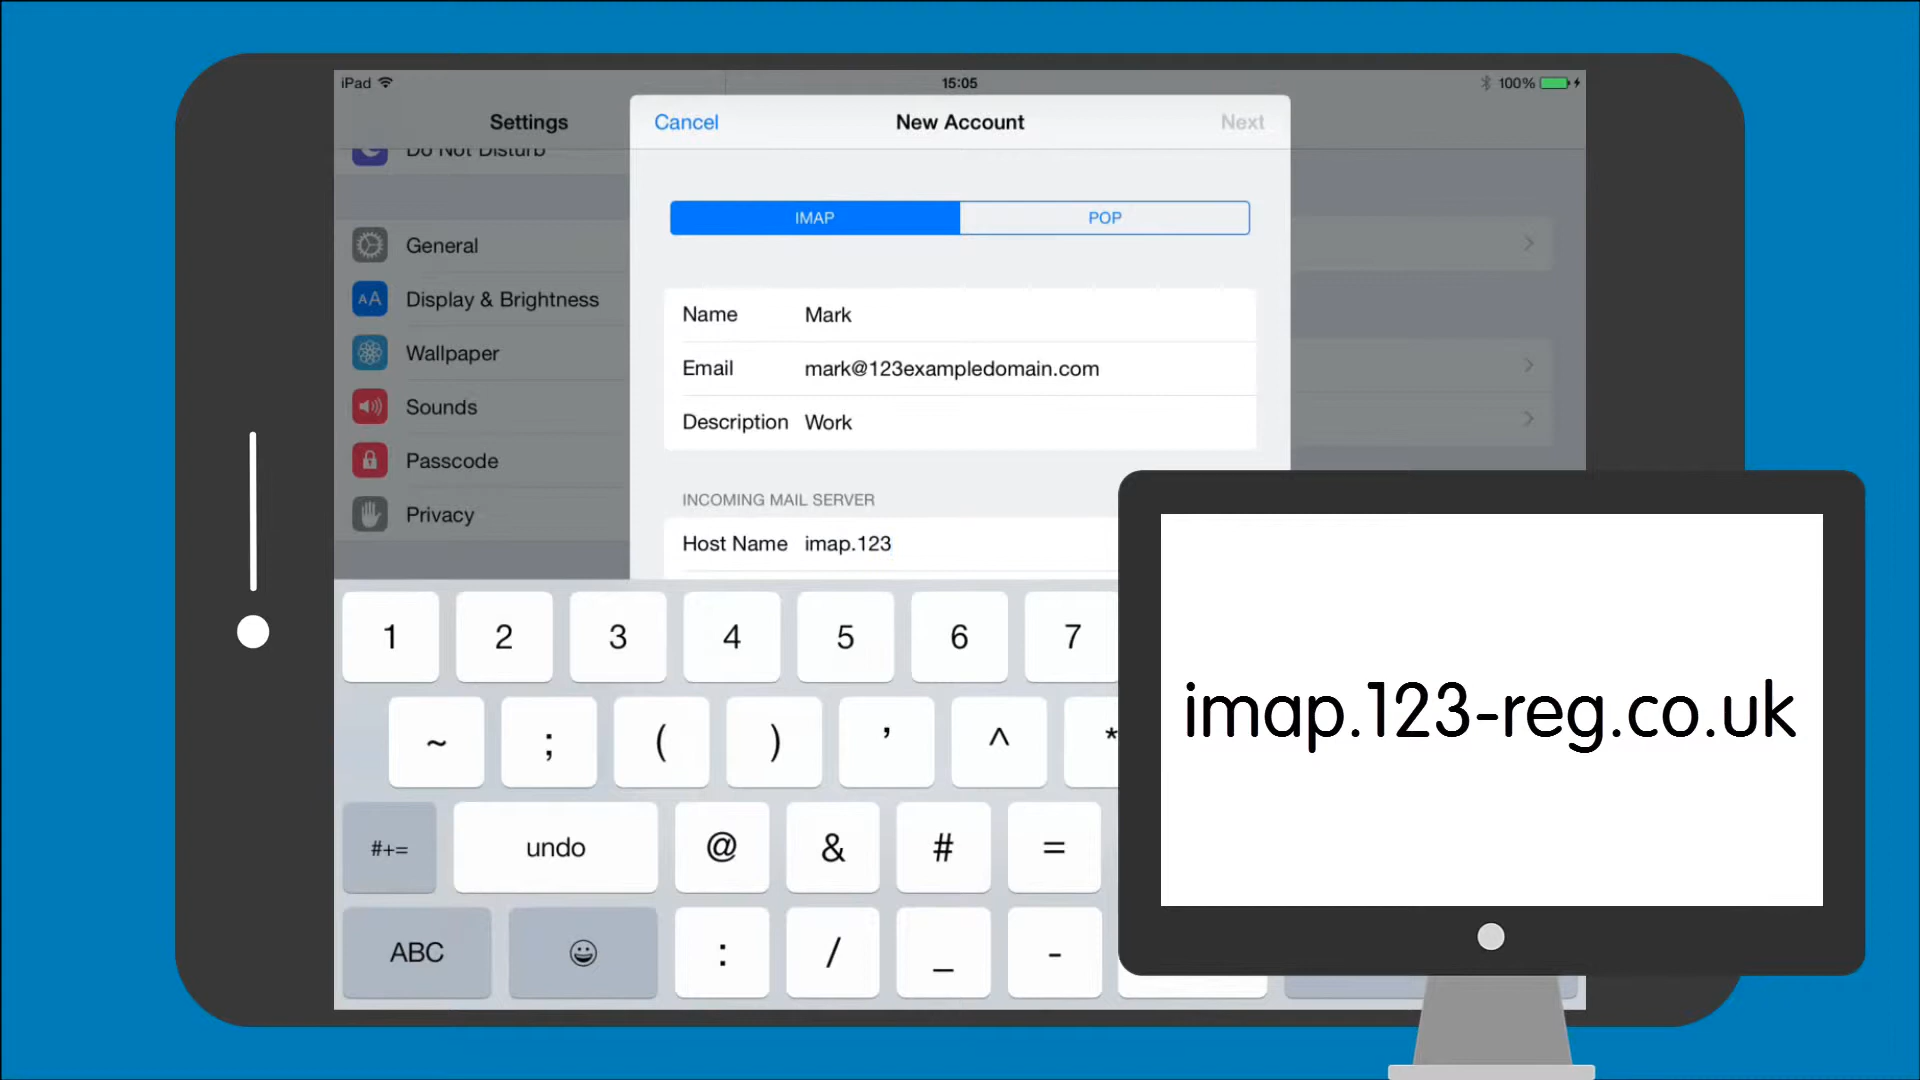 iPad 15:05 100%
Settings Cancel New Account Next
Do Not Disturb
IMAP POP
General
Display & Brightness
Wallpaper
Sounds
Passcode
Privacy
Name Mark
Email mark@123exampledomain.com
Description Work
INCOMING MAIL SERVER
Host Name imap.123
1 2 3 4 5 6 7
~ ; ( ) ' ^ *
#+= undo @ & # =
ABC : / _ -
imap.123-reg.co.uk